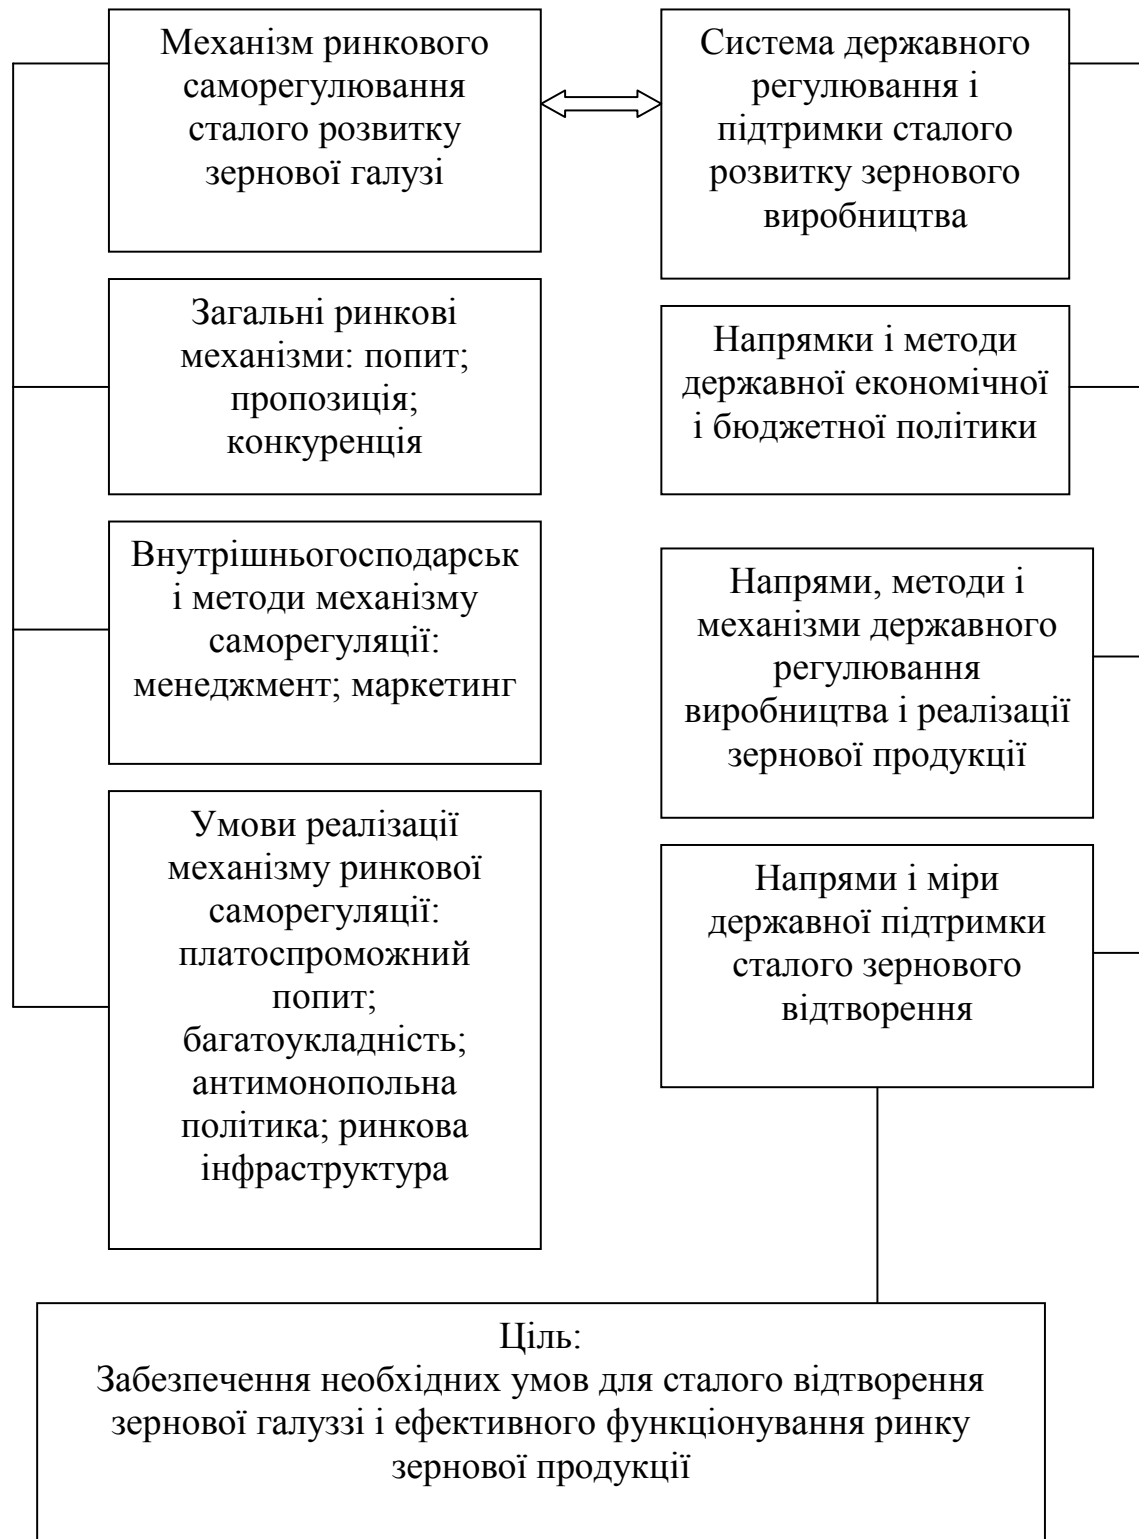 Механізм ринкового
саморегулювання
сталого розвитку
зернової галузі
Система державного
регулювання і
підтримки сталого
розвитку зернового
виробництва
Загальні ринкові
механізми: попит;
пропозиція;
конкуренція
Напрямки і методи
державної економічної
і бюджетної політики
Внутрішньогосподарськ
і методи механізму
саморегуляції:
менеджмент; маркетинг
Напрями, методи і
механізми державного
регулювання
виробництва і реалізації
зернової продукції
Умови реалізації
механізму ринкової
саморегуляції:
платоспроможний
попит;
багатоукладність;
антимонопольна
політика; ринкова
інфраструктура
Напрями і міри
державної підтримки
сталого зернового
відтворення
Ціль:
Забезпечення необхідних умов для сталого відтворення
зернової галуззі і ефективного функціонування ринку
зернової продукції